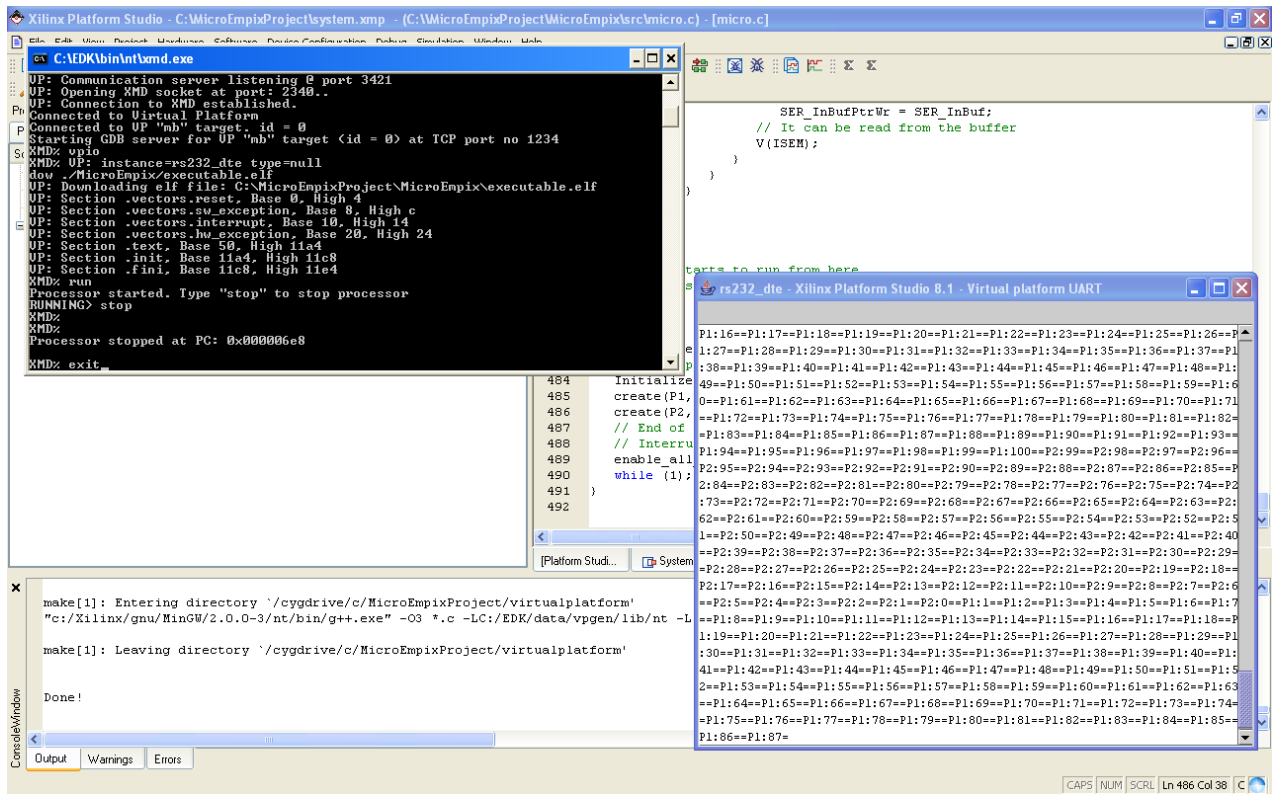 Xilinx Platform Studio - C:\MicroEmpixProject\system.xmp - (C:\MicroEmpixProject\MicroEmpix\src\micro.c) - [micro.c]
File Edit View Project Hardware Software Device Configuration Debug Simulation Window Help
C:\EDK\bin\nt\xmd.exe
VP: Communication server listening @ port 3421
VP: Opening XMD socket at port: 2340..
VP: Connection to XMD established.
Connected to Virtual Platform
Connected to VP "mb" target. id = 0
Starting GDB server for VP "mb" target (id = 0) at TCP port no 1234
XMD% vpio
XMD% VP: instance=rs232_dte type=null
dow ./MicroEmpix/executable.elf
VP: Downloading elf file: C:\MicroEmpixProject\MicroEmpix\executable.elf
VP: Section .vectors.reset, Base 0, High 4
VP: Section .vectors.sw_exception, Base 8, High c
VP: Section .vectors.interrupt, Base 10, High 14
VP: Section .vectors.hw_exception, Base 20, High 24
VP: Section .text, Base 50, High 11a4
VP: Section .init, Base 11a4, High 11c8
VP: Section .fini, Base 11c8, High 11e4
XMD% run
Processor started. Type "stop" to stop processor
RUNNING> stop
XMD%
XMD%
Processor stopped at PC: 0x000006e8
XMD% exit_
SER_InBufPtrWr = SER_InBuf;
// It can be read from the buffer
V(ISEM);
}
}
}
tarts to run from here
484 Initialize
485 create(P1,
486 create(P2,
487 // End of
488 // Interru
489 enable_all
490 while (1);
491 }
492
[Platform Studi...
System
rs232_dte - Xilinx Platform Studio 8.1 - Virtual platform UART
P1:16==P1:17==P1:18==P1:19==P1:20==P1:21==P1:22==P1:23==P1:24==P1:25==P1:26==P
1:27==P1:28==P1:29==P1:30==P1:31==P1:32==P1:33==P1:34==P1:35==P1:36==P1:37==P1
:38==P1:39==P1:40==P1:41==P1:42==P1:43==P1:44==P1:45==P1:46==P1:47==P1:48==P1:
49==P1:50==P1:51==P1:52==P1:53==P1:54==P1:55==P1:56==P1:57==P1:58==P1:59==P1:6
0==P1:61==P1:62==P1:63==P1:64==P1:65==P1:66==P1:67==P1:68==P1:69==P1:70==P1:71
==P1:72==P1:73==P1:74==P1:75==P1:76==P1:77==P1:78==P1:79==P1:80==P1:81==P1:82=
=P1:83==P1:84==P1:85==P1:86==P1:87==P1:88==P1:89==P1:90==P1:91==P1:92==P1:93==
P1:94==P1:95==P1:96==P1:97==P1:98==P1:99==P1:100==P2:99==P2:98==P2:97==P2:96==
P2:95==P2:94==P2:93==P2:92==P2:91==P2:90==P2:89==P2:88==P2:87==P2:86==P2:85==P
2:84==P2:83==P2:82==P2:81==P2:80==P2:79==P2:78==P2:77==P2:76==P2:75==P2:74==P2
:73==P2:72==P2:71==P2:70==P2:69==P2:68==P2:67==P2:66==P2:65==P2:64==P2:63==P2:
62==P2:61==P2:60==P2:59==P2:58==P2:57==P2:56==P2:55==P2:54==P2:53==P2:52==P2:5
1==P2:50==P2:49==P2:48==P2:47==P2:46==P2:45==P2:44==P2:43==P2:42==P2:41==P2:40
==P2:39==P2:38==P2:37==P2:36==P2:35==P2:34==P2:33==P2:32==P2:31==P2:30==P2:29=
=P2:28==P2:27==P2:26==P2:25==P2:24==P2:23==P2:22==P2:21==P2:20==P2:19==P2:18==
P2:17==P2:16==P2:15==P2:14==P2:13==P2:12==P2:11==P2:10==P2:9==P2:8==P2:7==P2:6
==P2:5==P2:4==P2:3==P2:2==P2:1==P2:0==P1:1==P1:2==P1:3==P1:4==P1:5==P1:6==P1:7
==P1:8==P1:9==P1:10==P1:11==P1:12==P1:13==P1:14==P1:15==P1:16==P1:17==P1:18==P
1:19==P1:20==P1:21==P1:22==P1:23==P1:24==P1:25==P1:26==P1:27==P1:28==P1:29==P1
:30==P1:31==P1:32==P1:33==P1:34==P1:35==P1:36==P1:37==P1:38==P1:39==P1:40==P1:
41==P1:42==P1:43==P1:44==P1:45==P1:46==P1:47==P1:48==P1:49==P1:50==P1:51==P1:5
2==P1:53==P1:54==P1:55==P1:56==P1:57==P1:58==P1:59==P1:60==P1:61==P1:62==P1:63
==P1:64==P1:65==P1:66==P1:67==P1:68==P1:69==P1:70==P1:71==P1:72==P1:73==P1:74=
=P1:75==P1:76==P1:77==P1:78==P1:79==P1:80==P1:81==P1:82==P1:83==P1:84==P1:85==
P1:86==P1:87=
make[1]: Entering directory `/cygdrive/c/MicroEmpixProject/virtualplatform'
"c:/Xilinx/gnu/MinGW/2.0.0-3/nt/bin/g++.exe" -O3 *.c -LC:/EDK/data/vpgen/lib/nt -L
make[1]: Leaving directory `/cygdrive/c/MicroEmpixProject/virtualplatform'
Done!
ConsoleWindow
Output Warnings Errors
CAPS NUM SCRL Ln 486 Col 38 C